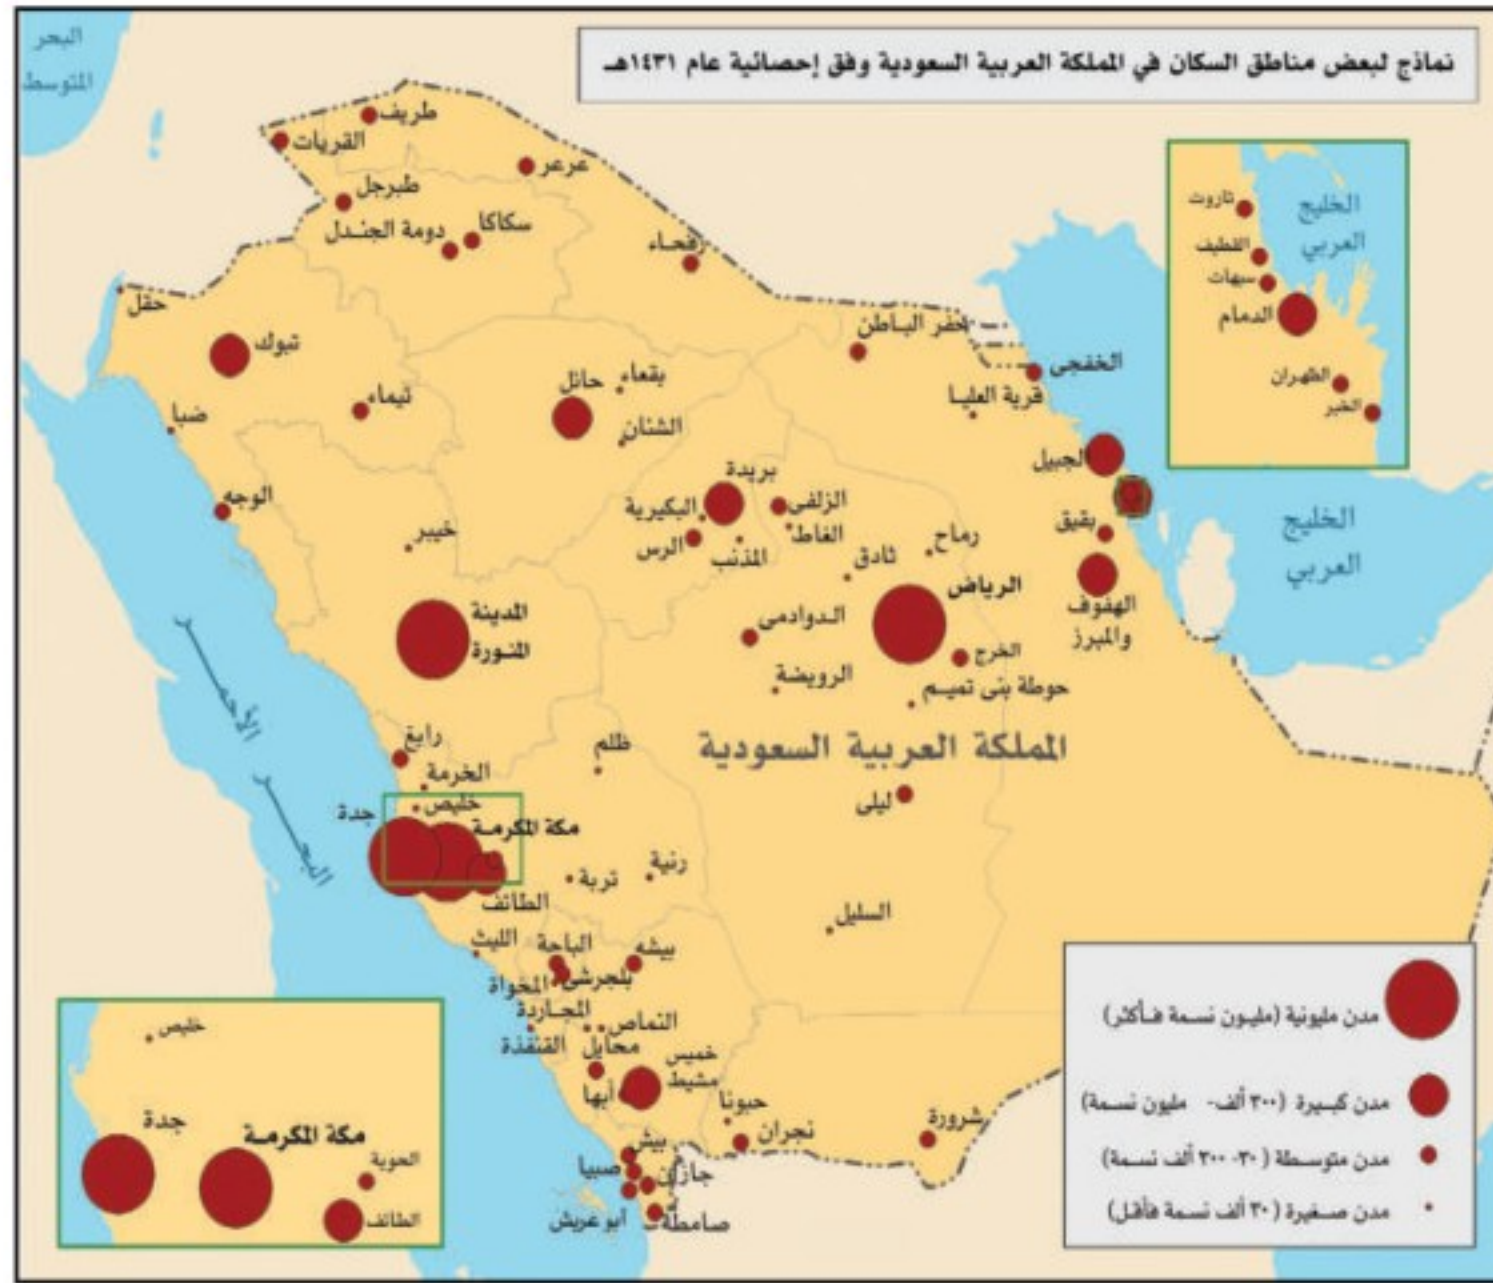 نماذج لبعض مناطق السكان في المملكة العربية السعودية وفق إحصائية عام ١٤٣١هـ
البحر
المتوسط
طريف
القريات
عرعر
طبرجل
سكاكا
دومة الجندل
رفحاء
حقل
تبوك
تيماء
ضبا
الوجه
حائل
بقعاء
الشنان
حفر الباطن
الخفجي
قرية العليا
الجبيل
بقيق
الهفوف
والمبرز
الخليج
العربي
تاروت
القطيف
سيهات
الدمام
الظهران
الخبر
الخليج
العربي
بريدة
البكيرية
الرس
المذنب
الزلفي
الغاط
ثادق
رماح
الرياض
الخرج
حوطة بني تميم
الدوادمي
الرويضة
خيبر
المدينة
المنورة
المملكة العربية السعودية
رابغ
الخرمة
خليص
جدة
مكة المكرمة
الطائف
ظلم
تربة
رنية
ليلى
السليل
البحر
الأحمر
الليث
الباحة
بلجرشي
المخواة
بيشه
المجاردة
النماص
القنفذة
محايل
خميس
مشيط
أبها
حبونا
نجران
شرورة
بيش
صبيا
جازان
أبو عريش
صامطة
خليص
جدة
مكة المكرمة
الحوية
الطائف
مدن مليونية (مليون نسمة فأكثر)
مدن كبيرة (٣٠٠ ألف - مليون نسمة)
مدن متوسطة (٣٠ - ٣٠٠ ألف نسمة)
مدن صغيرة (٣٠ ألف نسمة فأقل)